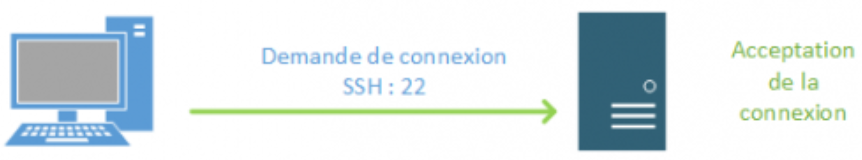 Demande de connexion
SSH : 22
Acceptation
de la
connexion